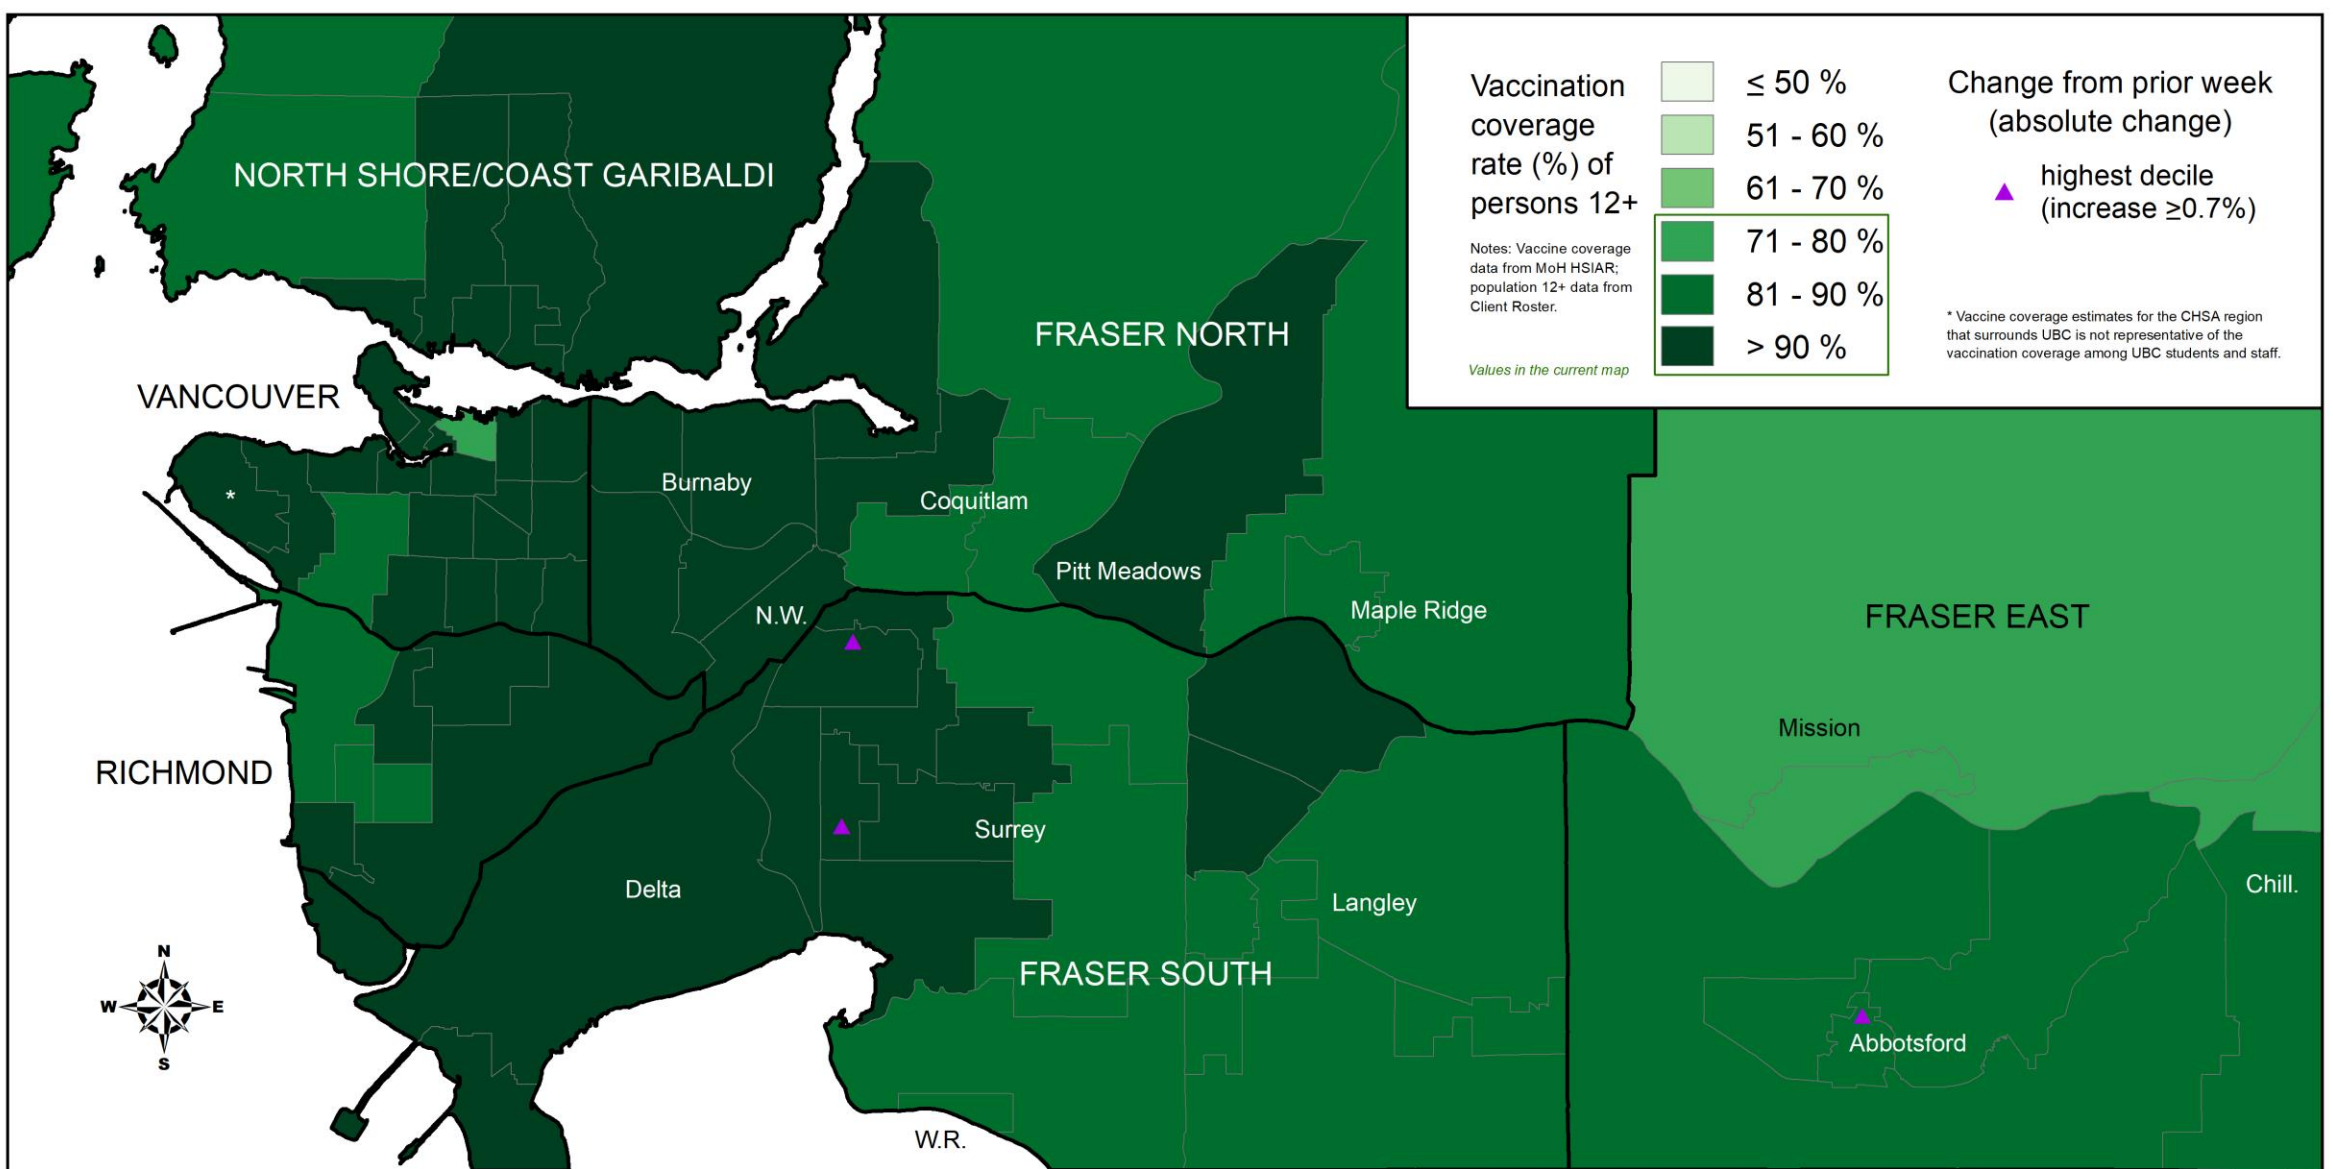 NORTH SHORE/COAST GARIBALDI
VANCOUVER
*
Burnaby
Coquitlam
FRASER NORTH
Pitt Meadows
N.W.
Maple Ridge
RICHMOND
Delta
Surrey
Langley
FRASER SOUTH
W.R.
FRASER EAST
Mission
Chill.
Abbotsford
N
W
E
S
Vaccination
coverage
rate (%) of
persons 12+
Notes: Vaccine coverage
data from MoH HSIAR;
population 12+ data from
Client Roster.
Values in the current map
≤ 50 %
51 - 60 %
61 - 70 %
71 - 80 %
81 - 90 %
> 90 %
Change from prior week
(absolute change)
highest decile
(increase ≥0.7%)
* Vaccine coverage estimates for the CHSA region
that surrounds UBC is not representative of the
vaccination coverage among UBC students and staff.